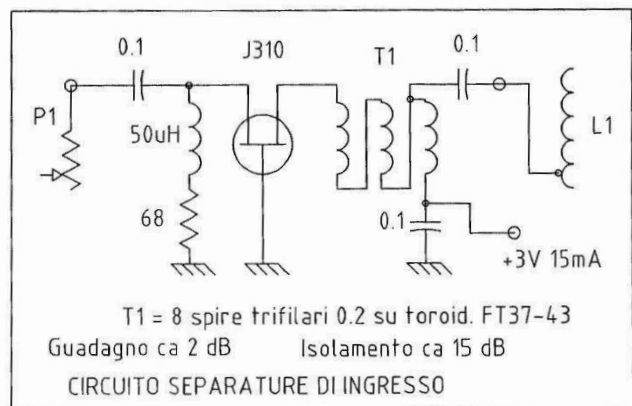 0.1
J310
T1
0.1
P1
50uH
L1
68
0.1
+3V 15mA
T1 = 8 spire trifilari 0.2 su toroid. FT37-43
Guadagno ca 2 dB Isolamento ca 15 dB
CIRCUITO SEPARATURE DI INGRESSO